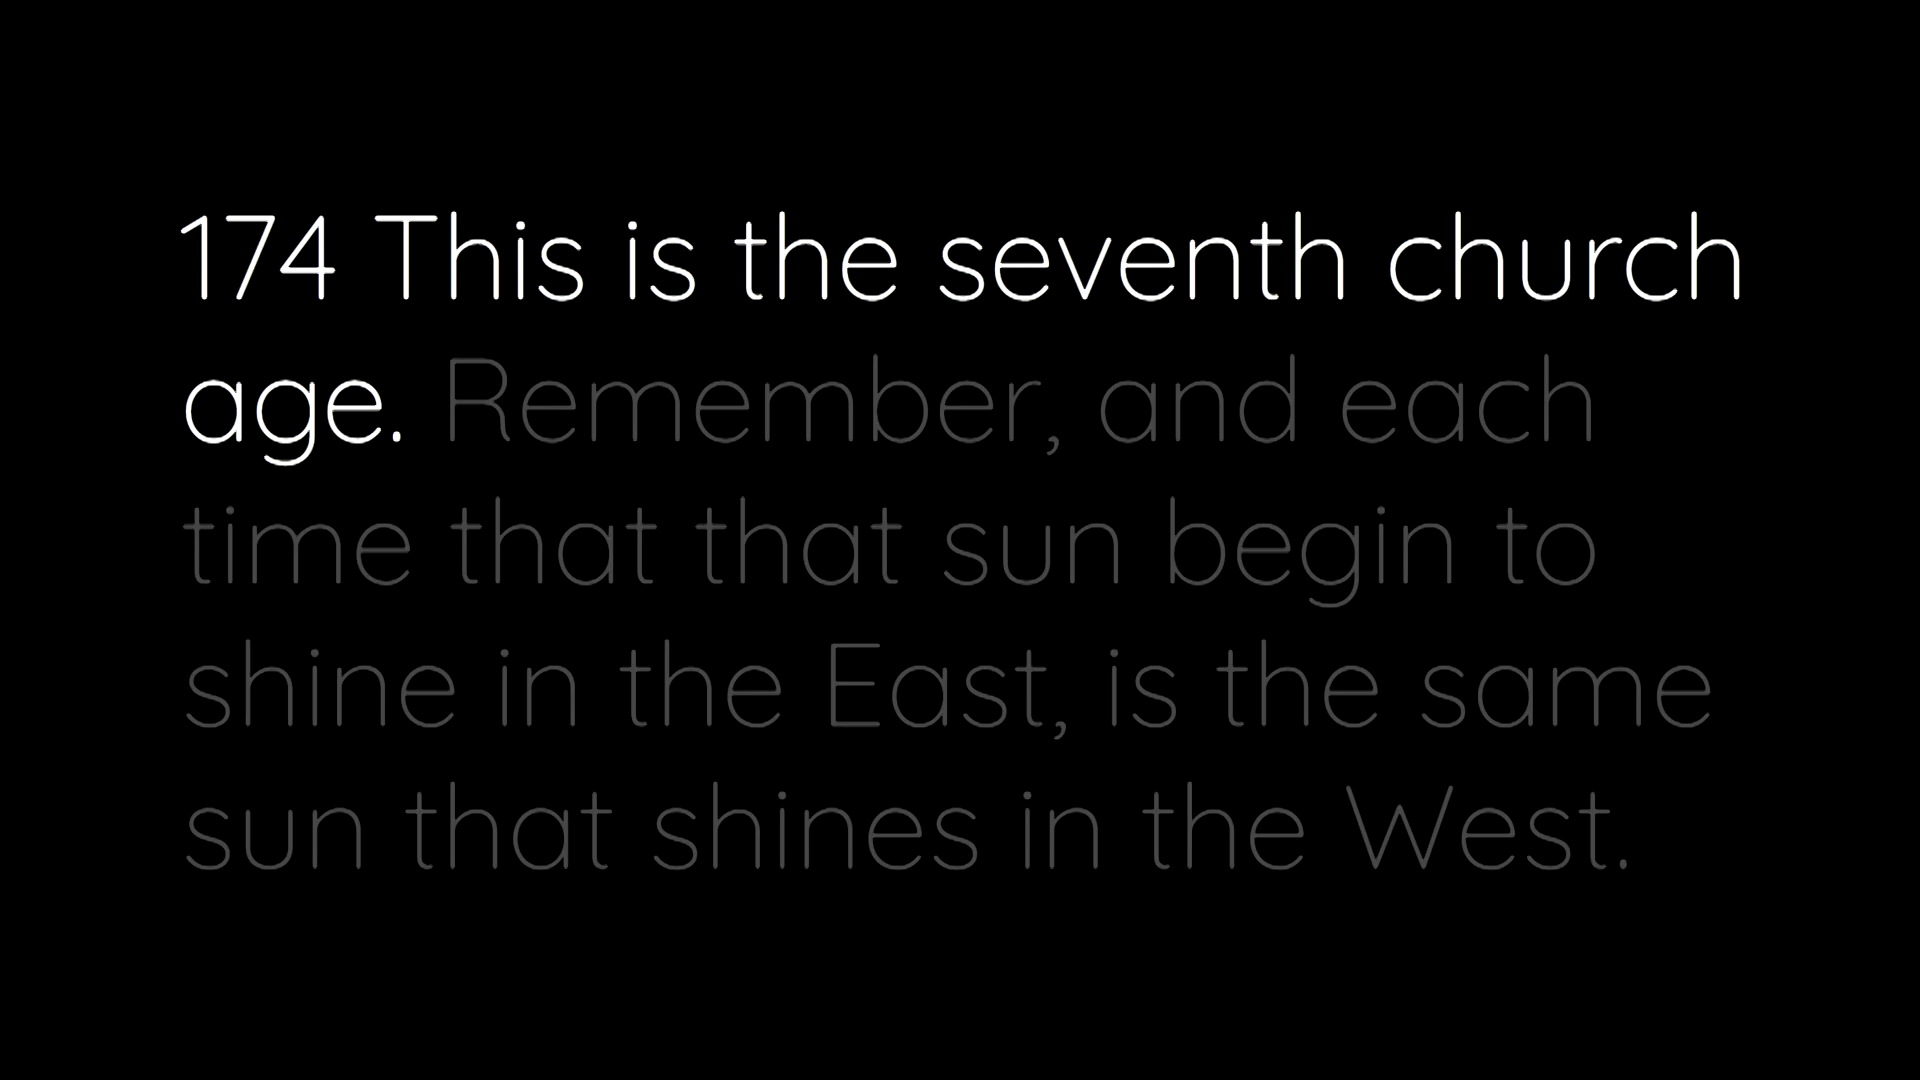 174 This is the seventh church
age. Remember, and each
time that that sun begin to
shine in the East, is the same
sun that shines in the West.